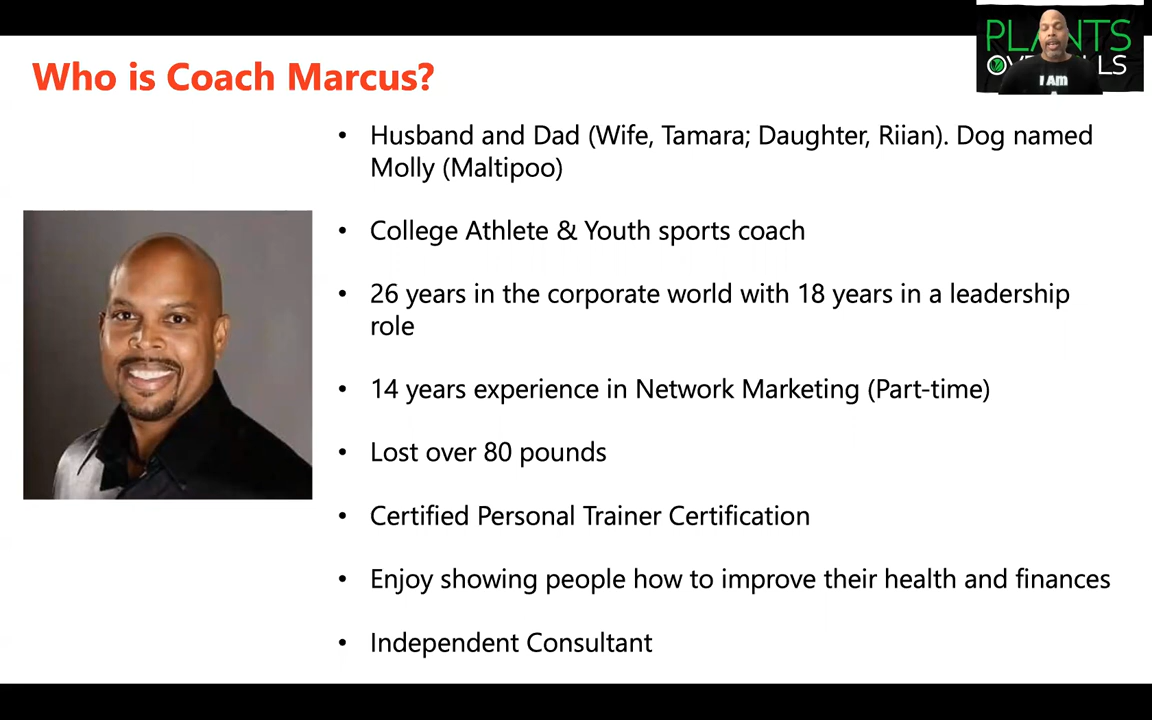 Who is Coach Marcus?
PLANTS
I AM
• Husband and Dad (Wife, Tamara; Daughter, Riian). Dog named
Molly (Maltipoo)
• College Athlete & Youth sports coach
• 26 years in the corporate world with 18 years in a leadership
role
• 14 years experience in Network Marketing (Part-time)
• Lost over 80 pounds
• Certified Personal Trainer Certification
• Enjoy showing people how to improve their health and finances
• Independent Consultant